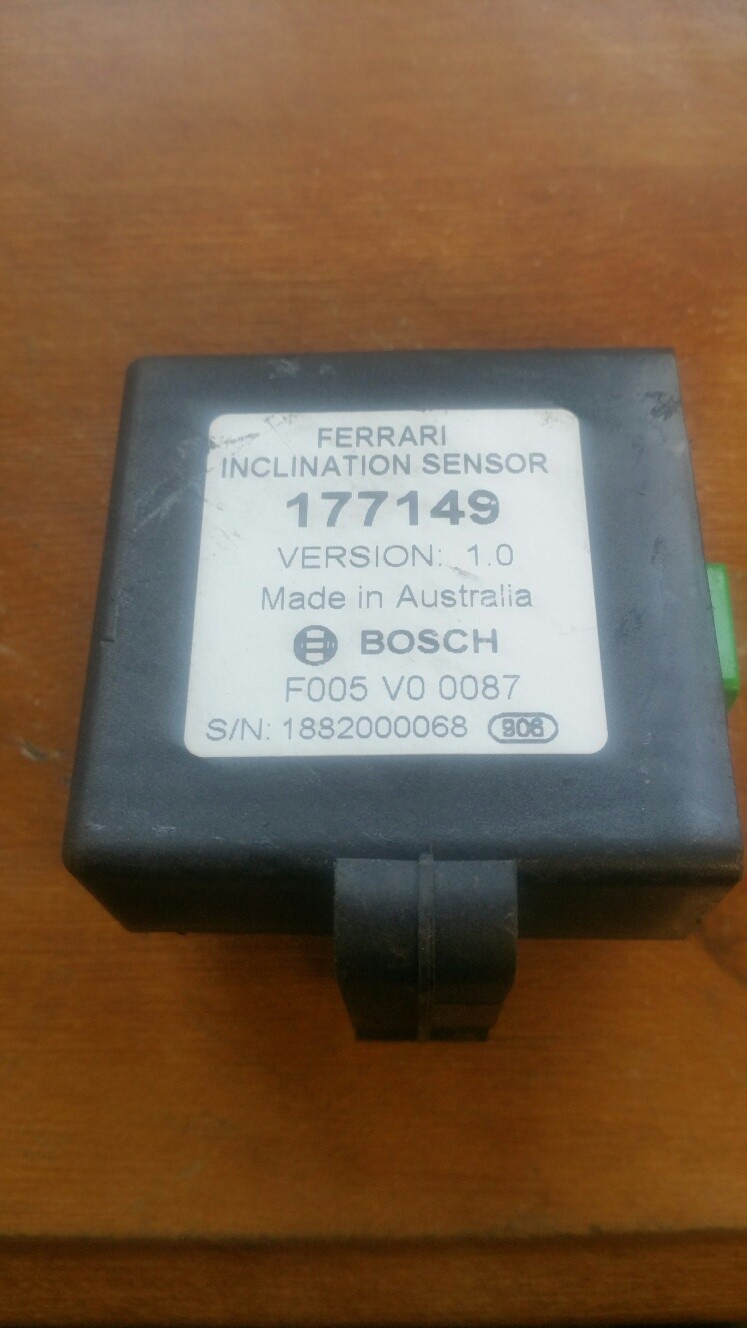 FERRARI
INCLINATION SENSOR
177149
VERSION: 1.0
Made in Australia
BOSCH
F005 V0 0087
S/N: 1882000068 906